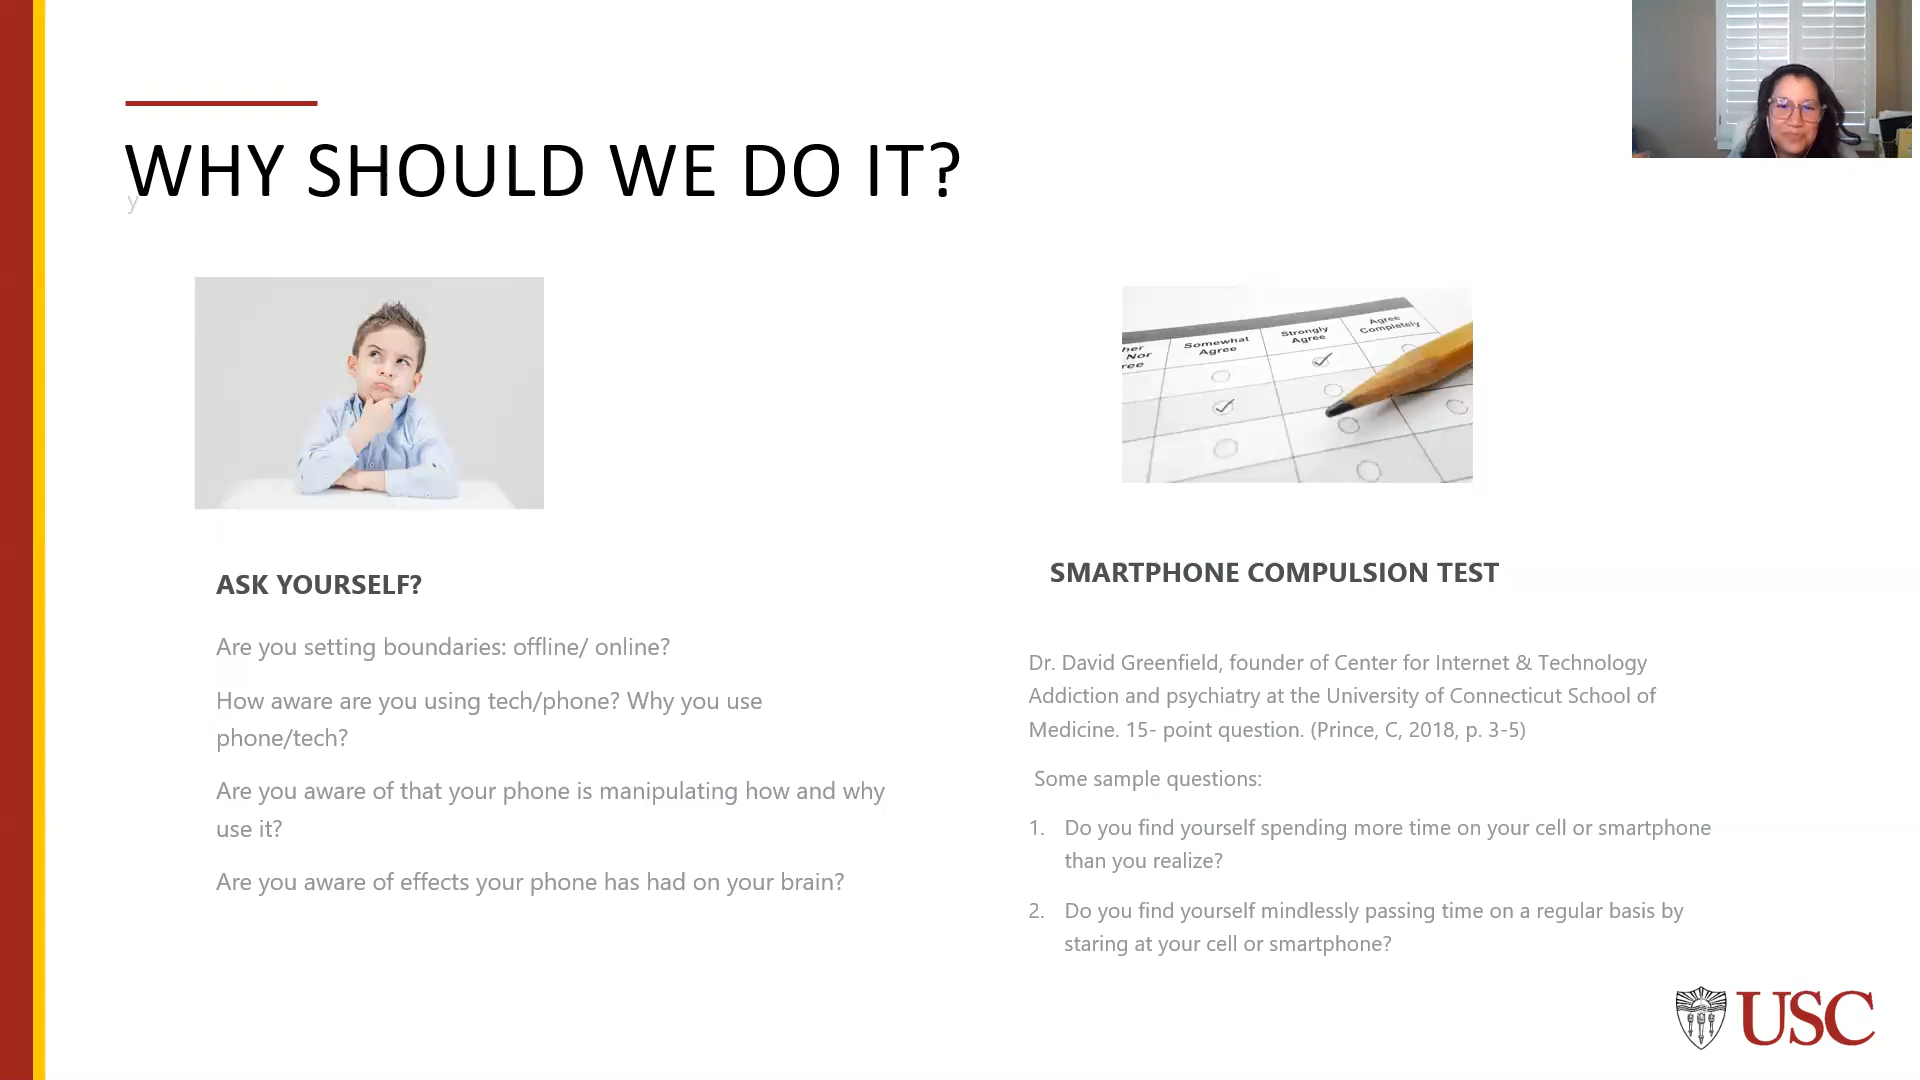 WHY SHOULD WE DO IT?
y
her
Nor
ree
Somewhat
Agree
Strongly
Agree
Agree
Completely
ASK YOURSELF?
Are you setting boundaries: offline/ online?
How aware are you using tech/phone? Why you use
phone/tech?
Are you aware of that your phone is manipulating how and why
use it?
Are you aware of effects your phone has had on your brain?
SMARTPHONE COMPULSION TEST
Dr. David Greenfield, founder of Center for Internet & Technology
Addiction and psychiatry at the University of Connecticut School of
Medicine. 15- point question. (Prince, C, 2018, p. 3-5)
Some sample questions:
1. Do you find yourself spending more time on your cell or smartphone
than you realize?
2. Do you find yourself mindlessly passing time on a regular basis by
staring at your cell or smartphone?
USC